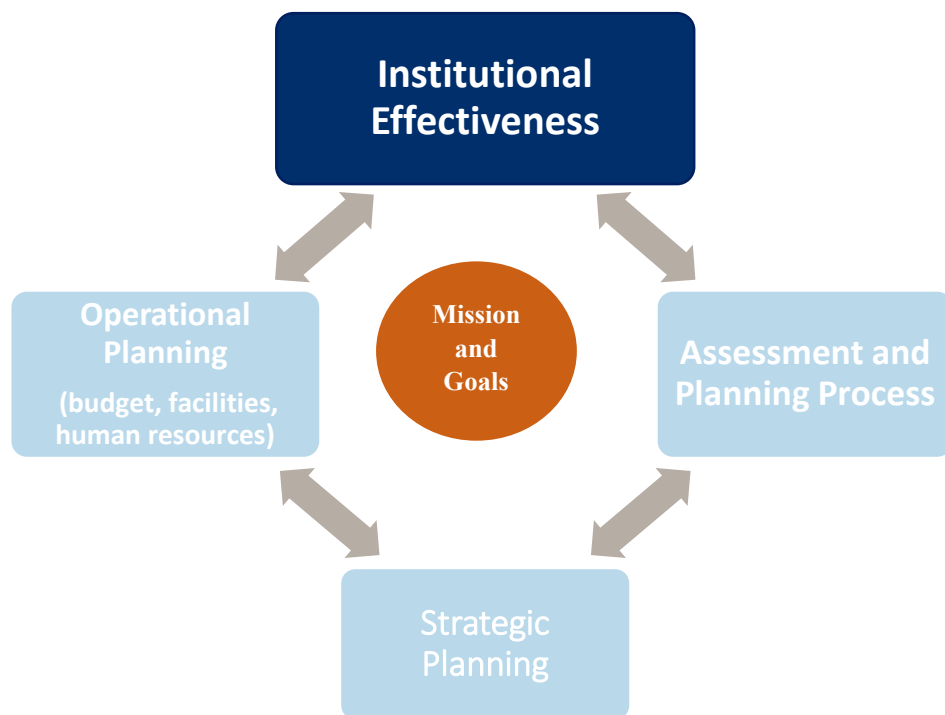 Institutional
Effectiveness
Operational
Planning
(budget, facilities,
human resources)
Mission
and
Goals
Assessment and
Planning Process
Strategic
Planning